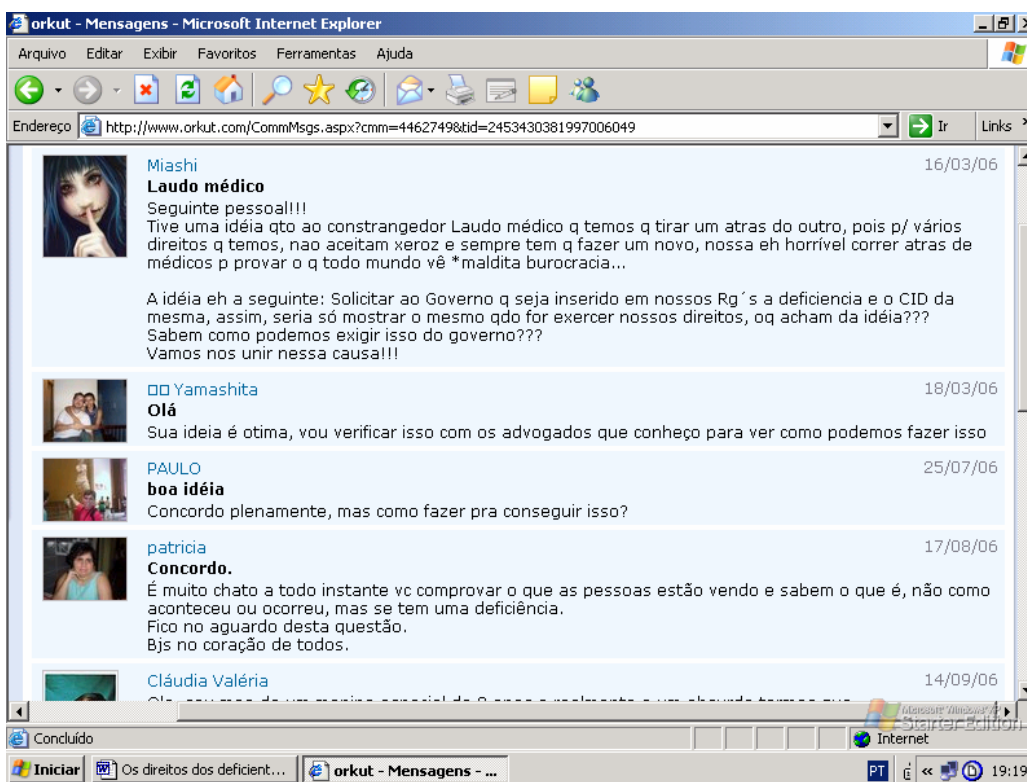 orkut - Mensagens - Microsoft Internet Explorer
Arquivo Editar Exibir Favoritos Ferramentas Ajuda
Endereço http://www.orkut.com/CommMsgs.aspx?cmm=4462749&tid=2453430381997006049 Ir Links
Miashi 16/03/06
Laudo médico
Seguinte pessoal!!!
Tive uma idéia qto ao constrangedor Laudo médico q temos q tirar um atras do outro, pois p/ vários
direitos q temos, nao aceitam xeroz e sempre tem q fazer um novo, nossa eh horrível correr atras de
médicos p provar o q todo mundo vê *maldita burocracia...
A idéia eh a seguinte: Solicitar ao Governo q seja inserido em nossos Rg´s a deficiencia e o CID da
mesma, assim, seria só mostrar o mesmo qdo for exercer nossos direitos, oq acham da idéia???
Sabem como podemos exigir isso do governo???
Vamos nos unir nessa causa!!!
Yamashita 18/03/06
Olá
Sua ideia é otima, vou verificar isso com os advogados que conheço para ver como podemos fazer isso
PAULO 25/07/06
boa idéia
Concordo plenamente, mas como fazer pra conseguir isso?
patricia 17/08/06
Concordo.
É muito chato a todo instante vc comprovar o que as pessoas estão vendo e sabem o que é, não como
aconteceu ou ocorreu, mas se tem uma deficiência.
Fico no aguardo desta questão.
Bjs no coração de todos.
Cláudia Valéria 14/09/06
Microsoft Windows XP
Starter Edition
Concluído Internet
Iniciar Os direitos dos deficient... orkut - Mensagens - ... PT 19:19